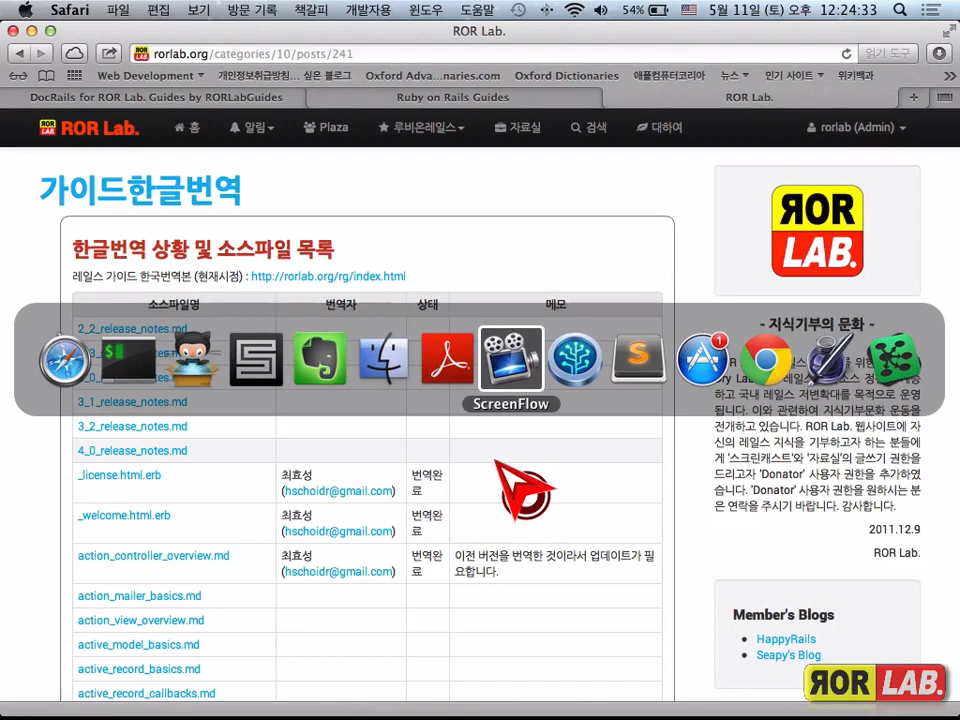 Safari 파일 편집 보기 방문 기록 책갈피 개발자용 윈도우 도움말 54% 5월 11일 (토) 오후 12:24:33
ROR Lab.
rorlab.org/categories/10/posts/241 읽기 도구
Web Development 개인정보취급방침... 싶은 블로그 Oxford Adva...naries.com Oxford Dictionaries 애플컴퓨터코리아 뉴스 인기 사이트 위키백과
DocRails for ROR Lab. Guides by RORLabGuides Ruby on Rails Guides ROR Lab.
ROR LAB. ROR Lab. 홈 알림 Plaza 루비온레일스 자료실 검색 대하여 rorlab (Admin)
가이드한글번역
한글번역 상황 및 소스파일 목록
레일스 가이드 한국번역본 (현재시점) : http://rorlab.org/rg/index.html
소스파일명 번역자 상태 메모
2_2_release_notes.md
3_1_release_notes.md
3_2_release_notes.md
4_0_release_notes.md
_license.html.erb 최효성 (hschoidr@gmail.com) 번역완료
_welcome.html.erb 최효성 (hschoidr@gmail.com) 번역완료
action_controller_overview.md 최효성 (hschoidr@gmail.com) 번역완료 이전 버전을 번역한 것이라서 업데이트가 필요합니다.
action_mailer_basics.md
action_view_overview.md
active_model_basics.md
active_record_basics.md
active_record_callbacks.md
ScreenFlow
1
ROR
LAB.
- 지식기부의 문화 -
하고 국내 레일스 저변확대를 목적으로 운영
됩니다. 이와 관련하여 지식기부문화 운동을
전개하고 있습니다. ROR Lab. 웹사이트에 자
신의 레일스 지식을 기부하고자 하는 분들에
게 '스크린캐스트'와 '자료실'의 글쓰기 권한을
드리고자 'Donator' 사용자 권한을 추가하였
습니다. 'Donator' 사용자 권한을 원하시는 분
은 연락을 주시기 바랍니다. 감사합니다.
2011.12.9
ROR Lab.
Member's Blogs
HappyRails
Seapy's Blog
ROR LAB.